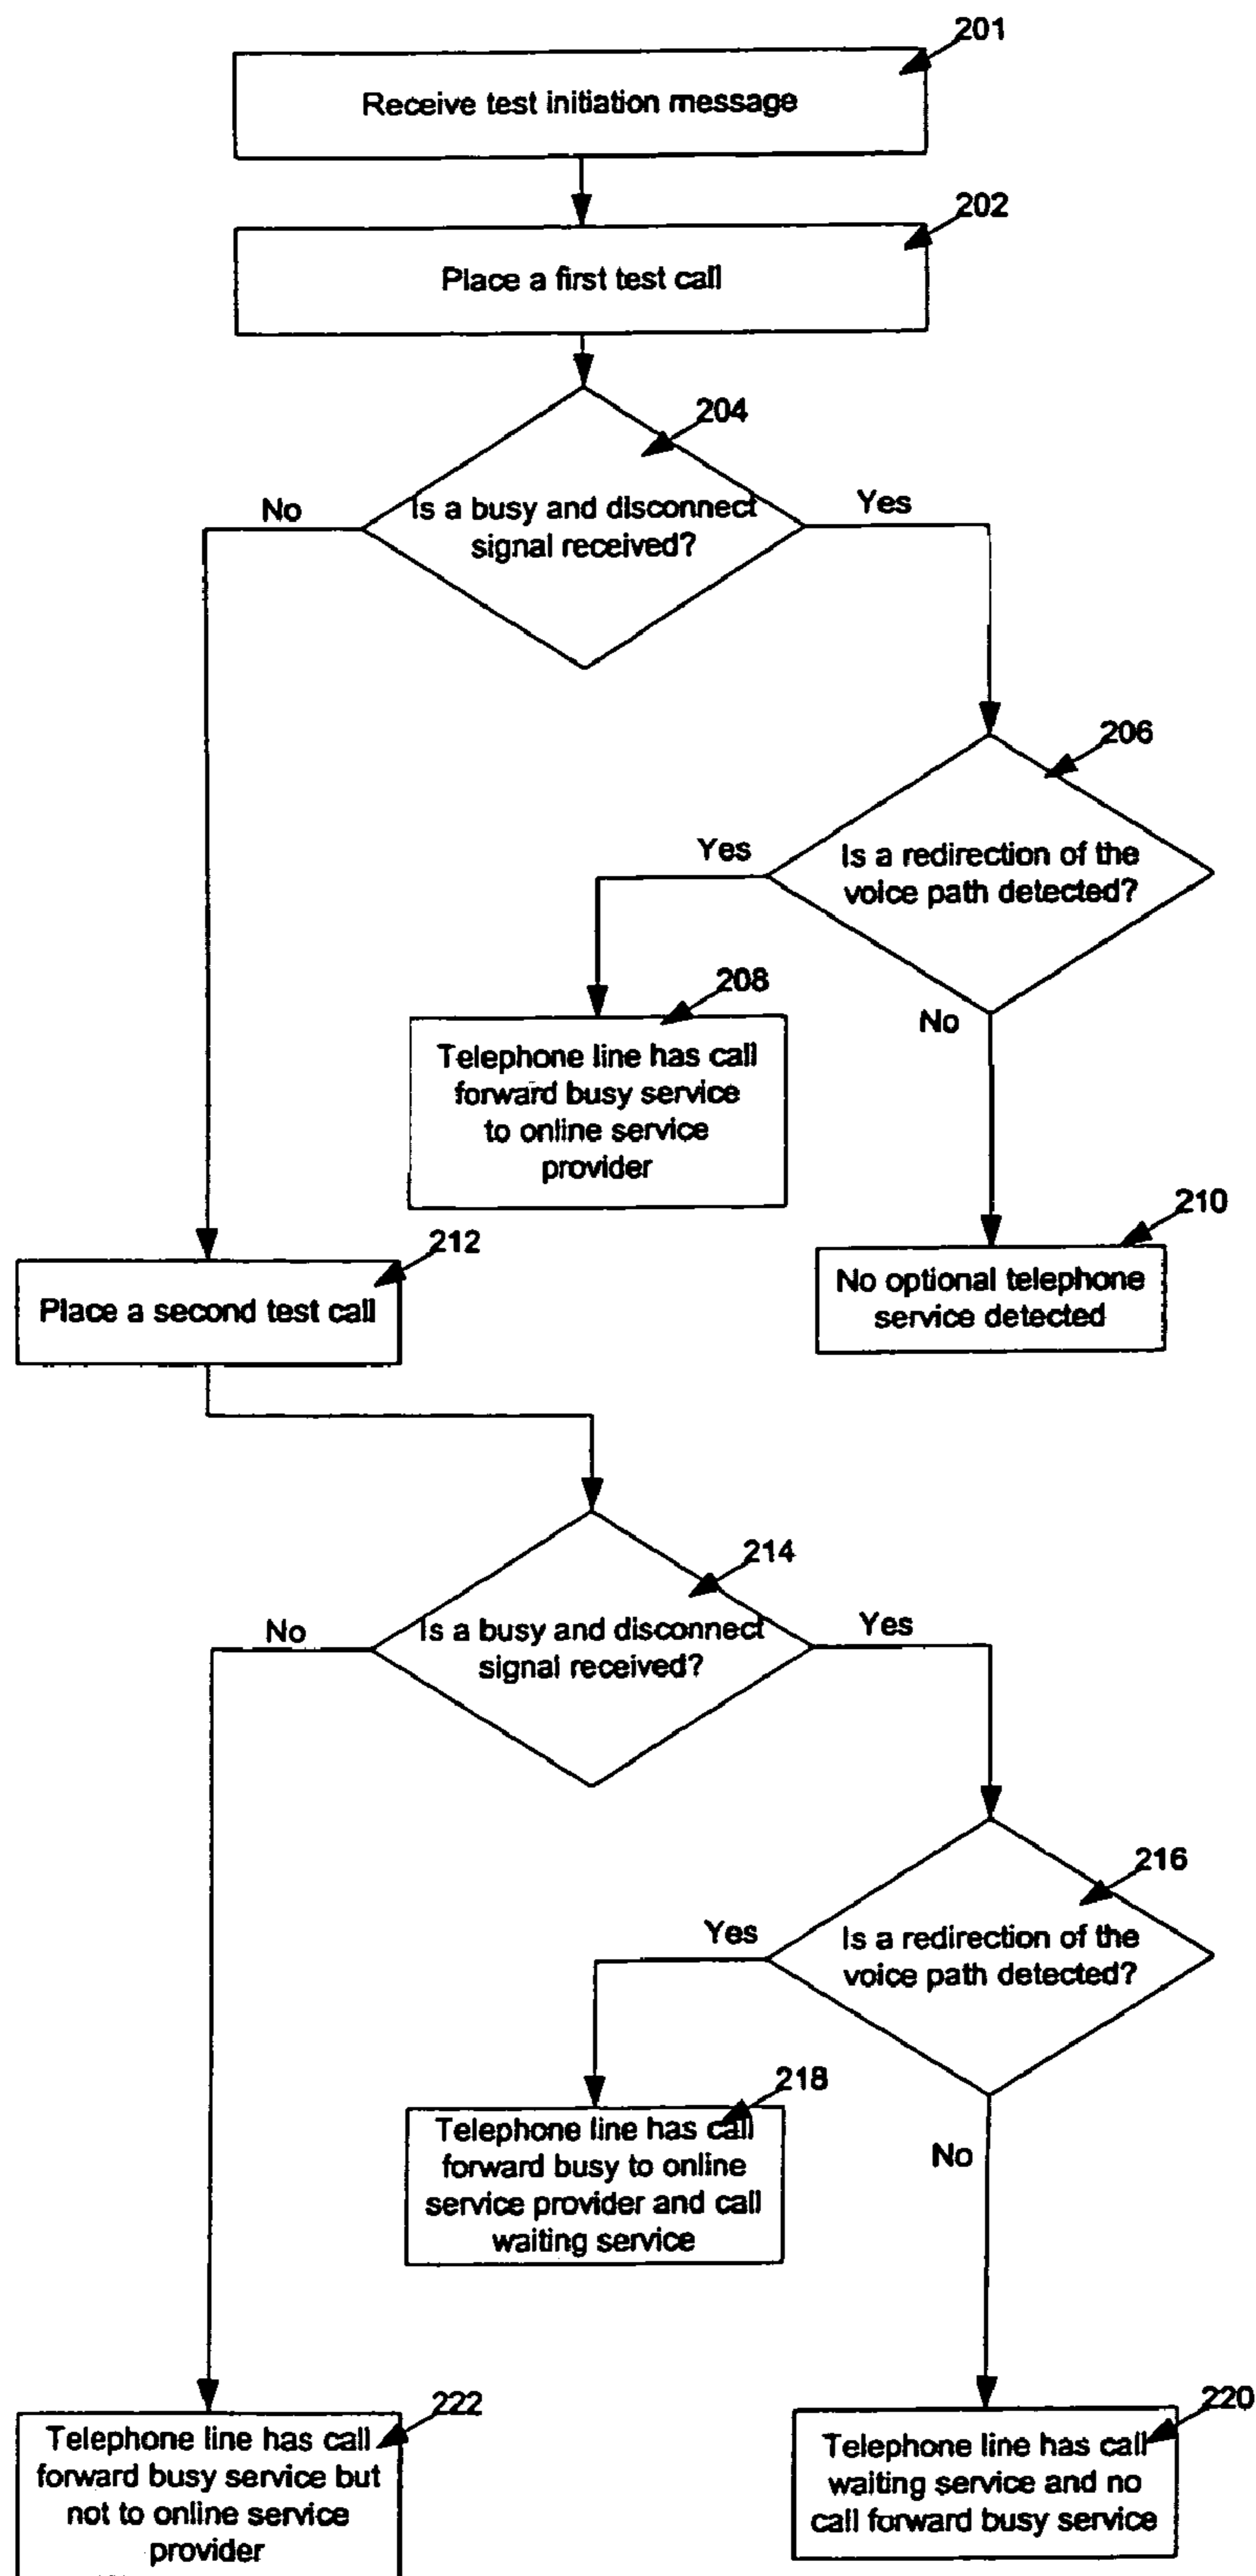 201
Receive test initiation message
202
Place a first test call
204
No
Is a busy and disconnect
signal received?
Yes
206
Yes
Is a redirection of the
voice path detected?
No
208
Telephone line has call
forward busy service
to online service
provider
210
No optional telephone
service detected
212
Place a second test call
214
No
Is a busy and disconnect
signal received?
Yes
216
Yes
Is a redirection of the
voice path detected?
No
218
Telephone line has call
forward busy to online
service provider and call
waiting service
222
Telephone line has call
forward busy service but
not to online service
provider
220
Telephone line has call
waiting service and no
call forward busy service